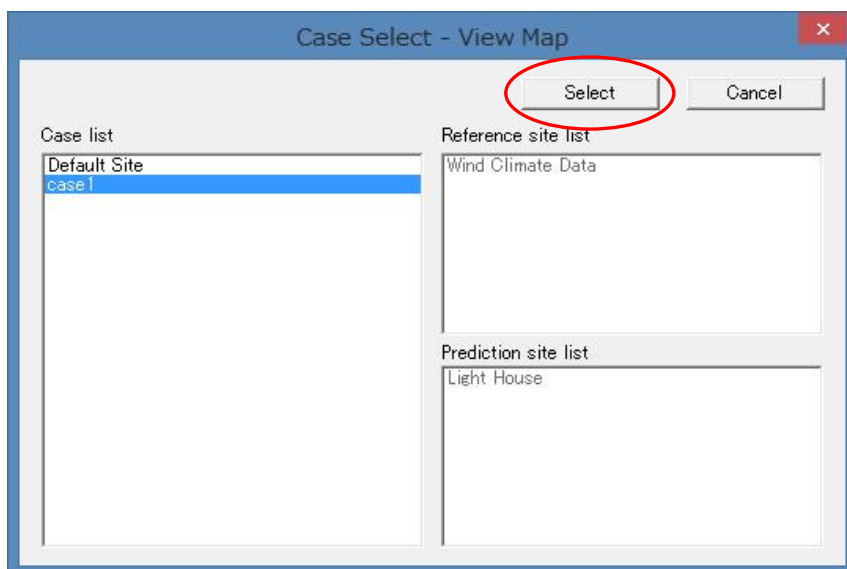 Case Select - View Map
Select
Cancel
Case list
Reference site list
Default Site
case1
Wind Climate Data
Prediction site list
Light House